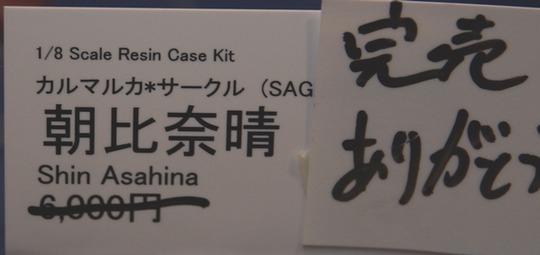 1/8 Scale Resin Case Kit
カルマルカ*サークル (SAG
朝比奈晴
Shin Asahina
6,000円
完売
ありがとう